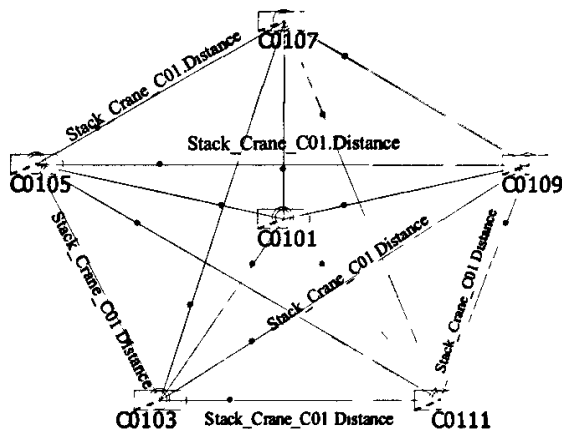 C0107
Stack_Crane_C01.Distance
Stack_Crane_C01.Distance
C0105
C0109
C0101
Stack_Crane_C01 Distance
Stack_Crane_C01 Distance
Stack_Crane_C01 Distance
C0103
C0111
Stack_Crane_C01 Distance